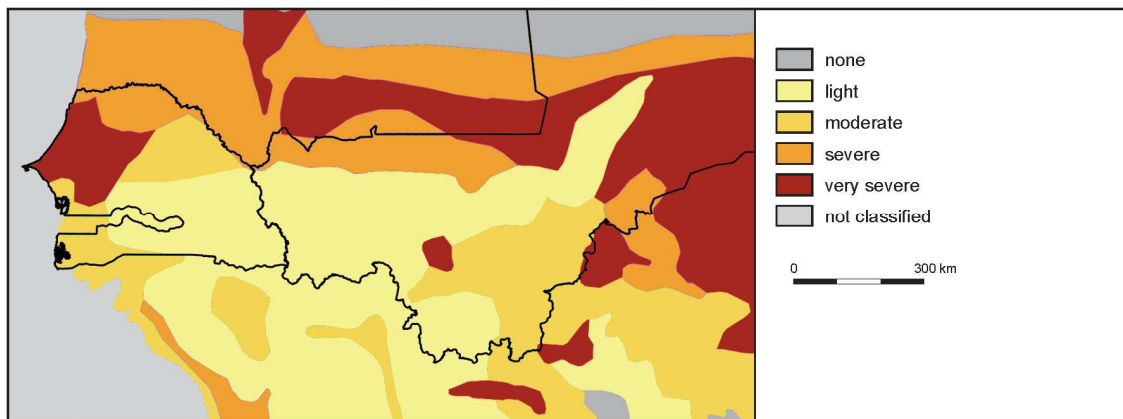 none
light
moderate
severe
very severe
not classified
0 300 km